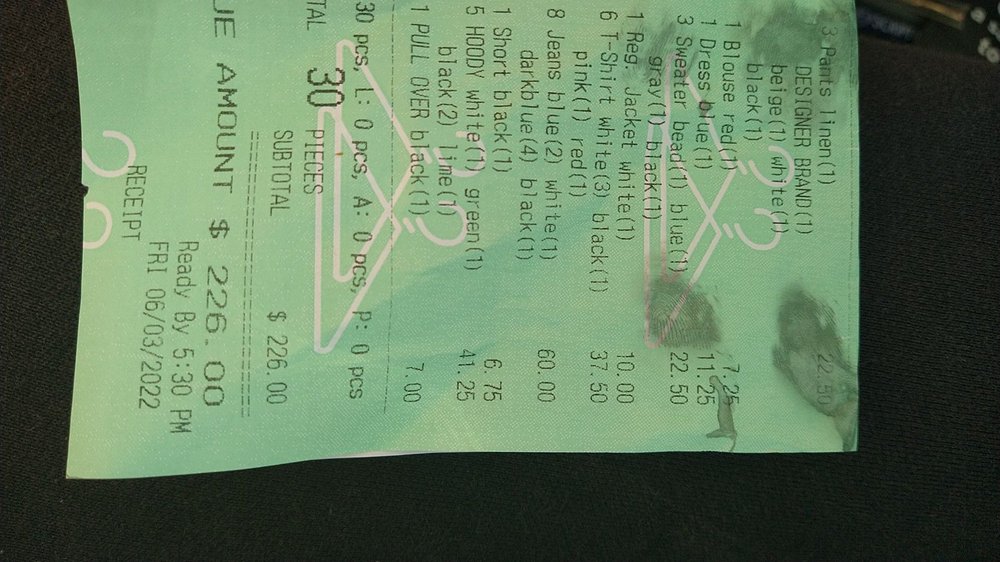 3 Pants linen(1) 22.50
DESIGNER BRAND(1)
beige(1) white(1)
black(1)
1 Blouse red(1) 7.25
1 Dress blue(1) 11.25
3 Sweater bead(1) blue(1) 22.50
gray(1) black(1)
1 Reg. Jacket white(1) 10.00
6 T-Shirt white(3) black(1) 37.50
pink(1) red(1)
8 Jeans blue(2) white(1) 60.00
darkblue(4) black(1)
1 Short black(1) 6.75
5 HOODY white(1) green(1) 41.25
black(2) lime(1)
1 PULL OVER black(1) 7.00
30 pcs, L: 0 pcs, A: 0 pcs, P: 0 pcs
TAL 30 PIECES
SUBTOTAL $ 226.00
UE AMOUNT $ 226.00
Ready By 5:30 PM
RECEIPT FRI 06/03/2022